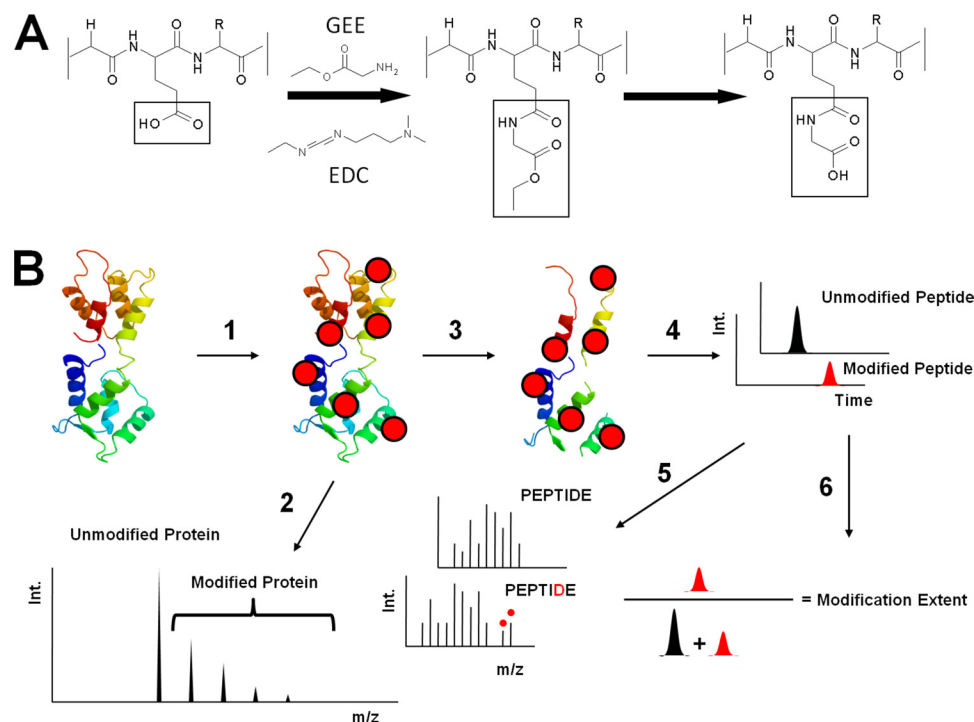 A
GEE
EDC
H
O
H
N
N
H
R
O
O
HO
O
O
NH2
N
N
N
H
O
H
N
N
H
R
O
O
HN
O
O
O
H
O
H
N
N
H
R
O
O
HN
O
O
OH
B
1
3
4
Int.
Unmodified Peptide
Modified Peptide
Time
2
5
6
Unmodified Protein
Modified Protein
Int.
m/z
PEPTIDE
PEPTIDE
Int.
m/z
+
= Modification Extent